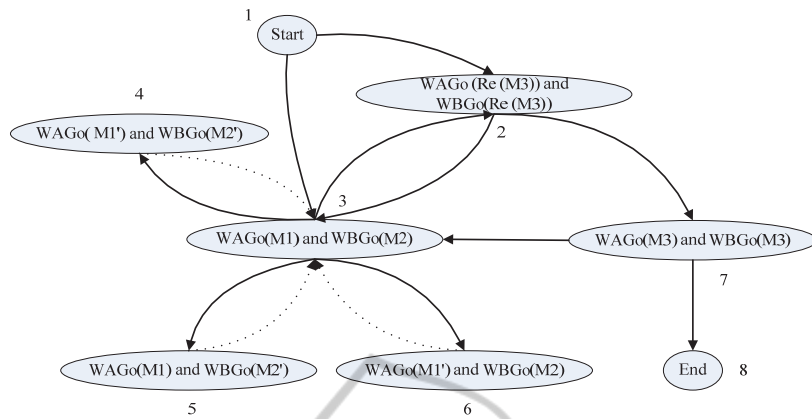 1
Start
WAGo (Re (M3)) and
WBGo(Re (M3))
2
4
WAGo( M1') and WBGo(M2')
3
WAGo(M1) and WBGo(M2)
WAGo(M3) and WBGo(M3)
7
WAGo(M1) and WBGo(M2')
5
WAGo(M1') and WBGo(M2)
6
End
8